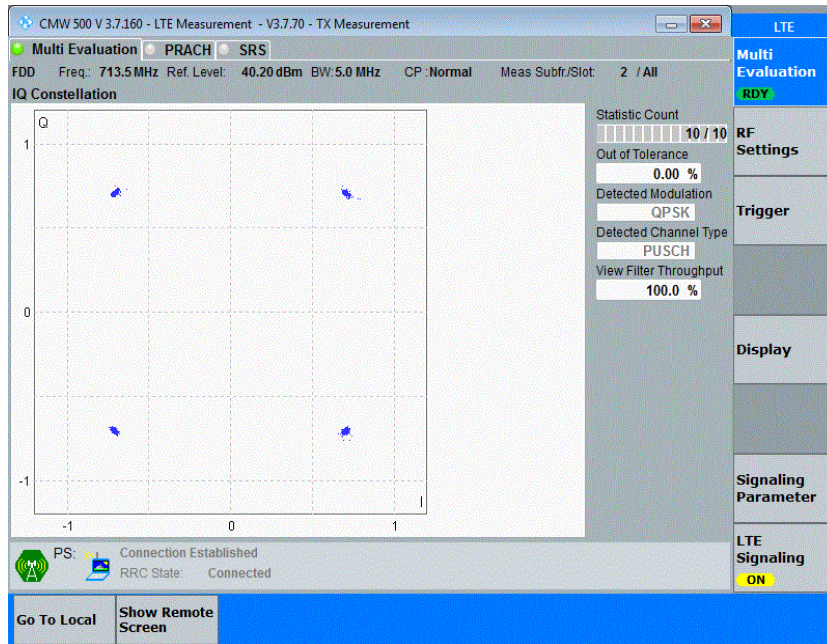 CMW 500 V 3.7.160 - LTE Measurement - V3.7.70 - TX Measurement
LTE
Multi Evaluation PRACH SRS
Multi
Evaluation
RDY
FDD Freq.: 713.5 MHz Ref. Level: 40.20 dBm BW: 5.0 MHz CP : Normal Meas Subfr./Slot: 2 / All
IQ Constellation
Q
1
0
-1
-1 0 1
I
Statistic Count
10 / 10
Out of Tolerance
0.00 %
Detected Modulation
QPSK
Detected Channel Type
PUSCH
View Filter Throughput
100.0 %
RF
Settings
Trigger
Display
Signaling
Parameter
LTE
Signaling
ON
PS: Connection Established
RRC State: Connected
Go To Local
Show Remote
Screen